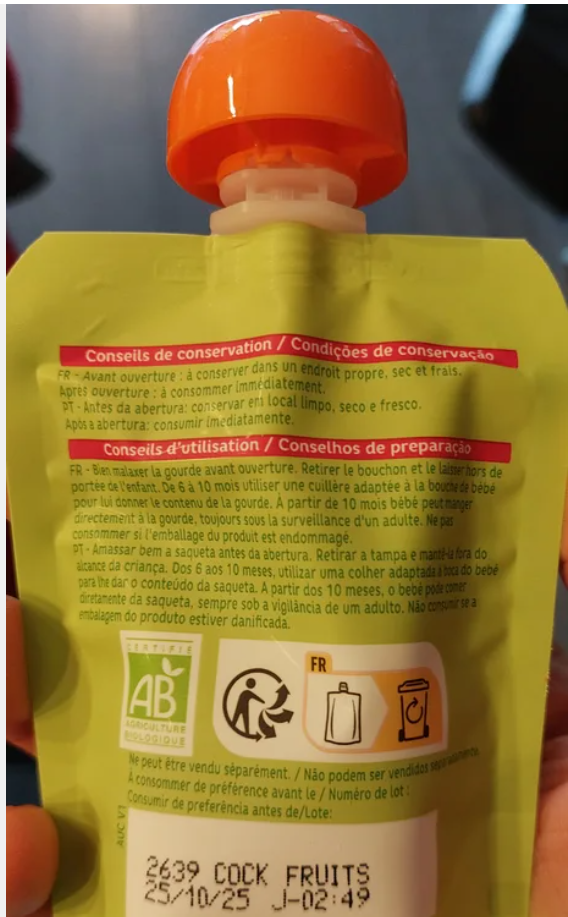 Conseils de conservation / Condições de conservação
FR - Avant ouverture : à conserver dans un endroit propre, sec et frais.
Après ouverture : à consommer immédiatement.
PT - Antes da abertura: conservar em local limpo, seco e fresco.
Após a abertura: consumir imediatamente.
Conseils d'utilisation / Conselhos de preparação
FR - Bien malaxer la gourde avant ouverture. Retirer le bouchon et le laisser hors de
portée de l'enfant. De 6 à 10 mois utiliser une cuillère adaptée à la bouche de bébé
pour lui donner le contenu de la gourde. À partir de 10 mois bébé peut manger
directement à la gourde, toujours sous la surveillance d'un adulte. Ne pas
consommer si l'emballage du produit est endommagé.
PT - Amassar bem a saqueta antes da abertura. Retirar a tampa e mantê-la fora do
alcance da criança. Dos 6 aos 10 meses, utilizar uma colher adaptada à boca do bebé
para lhe dar o conteúdo da saqueta. A partir dos 10 meses, o bebé pode comer
diretamente da saqueta, sempre sob a vigilância de um adulto. Não consumir se a
embalagem do produto estiver danificada.
CERTIFIÉ
AB
AGRICULTURE
BIOLOGIQUE
FR
Ne peut être vendu séparément. / Não podem ser vendidos separadamente.
À consommer de préférence avant le / Numéro de lot :
Consumir de preferência antes de/Lote:
AUC V1
2639 COCK FRUITS
25/10/25 J-02:49